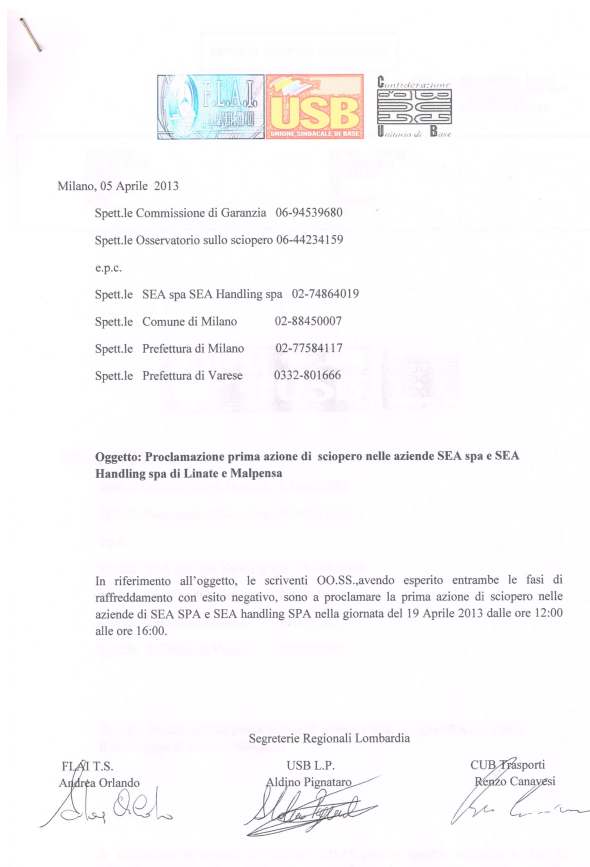 F.L.A.I.
USB
UNIONE SINDACALE DI BASE
Confederazione
CUB
Unitaria di Base
Milano, 05 Aprile 2013
Spett.le Commissione di Garanzia 06-94539680
Spett.le Osservatorio sullo sciopero 06-44234159
e.p.c.
Spett.le SEA spa SEA Handling spa 02-74864019
Spett.le Comune di Milano 02-88450007
Spett.le Prefettura di Milano 02-77584117
Spett.le Prefettura di Varese 0332-801666
Oggetto: Proclamazione prima azione di sciopero nelle aziende SEA spa e SEA
Handling spa di Linate e Malpensa
In riferimento all’oggetto, le scriventi OO.SS.,avendo esperito entrambe le fasi di
raffreddamento con esito negativo, sono a proclamare la prima azione di sciopero nelle
aziende di SEA SPA e SEA handling SPA nella giornata del 19 Aprile 2013 dalle ore 12:00
alle ore 16:00.
Segreterie Regionali Lombardia
FLAI T.S. USB L.P. CUB Trasporti
Andrea Orlando Aldino Pignataro Renzo Canavesi